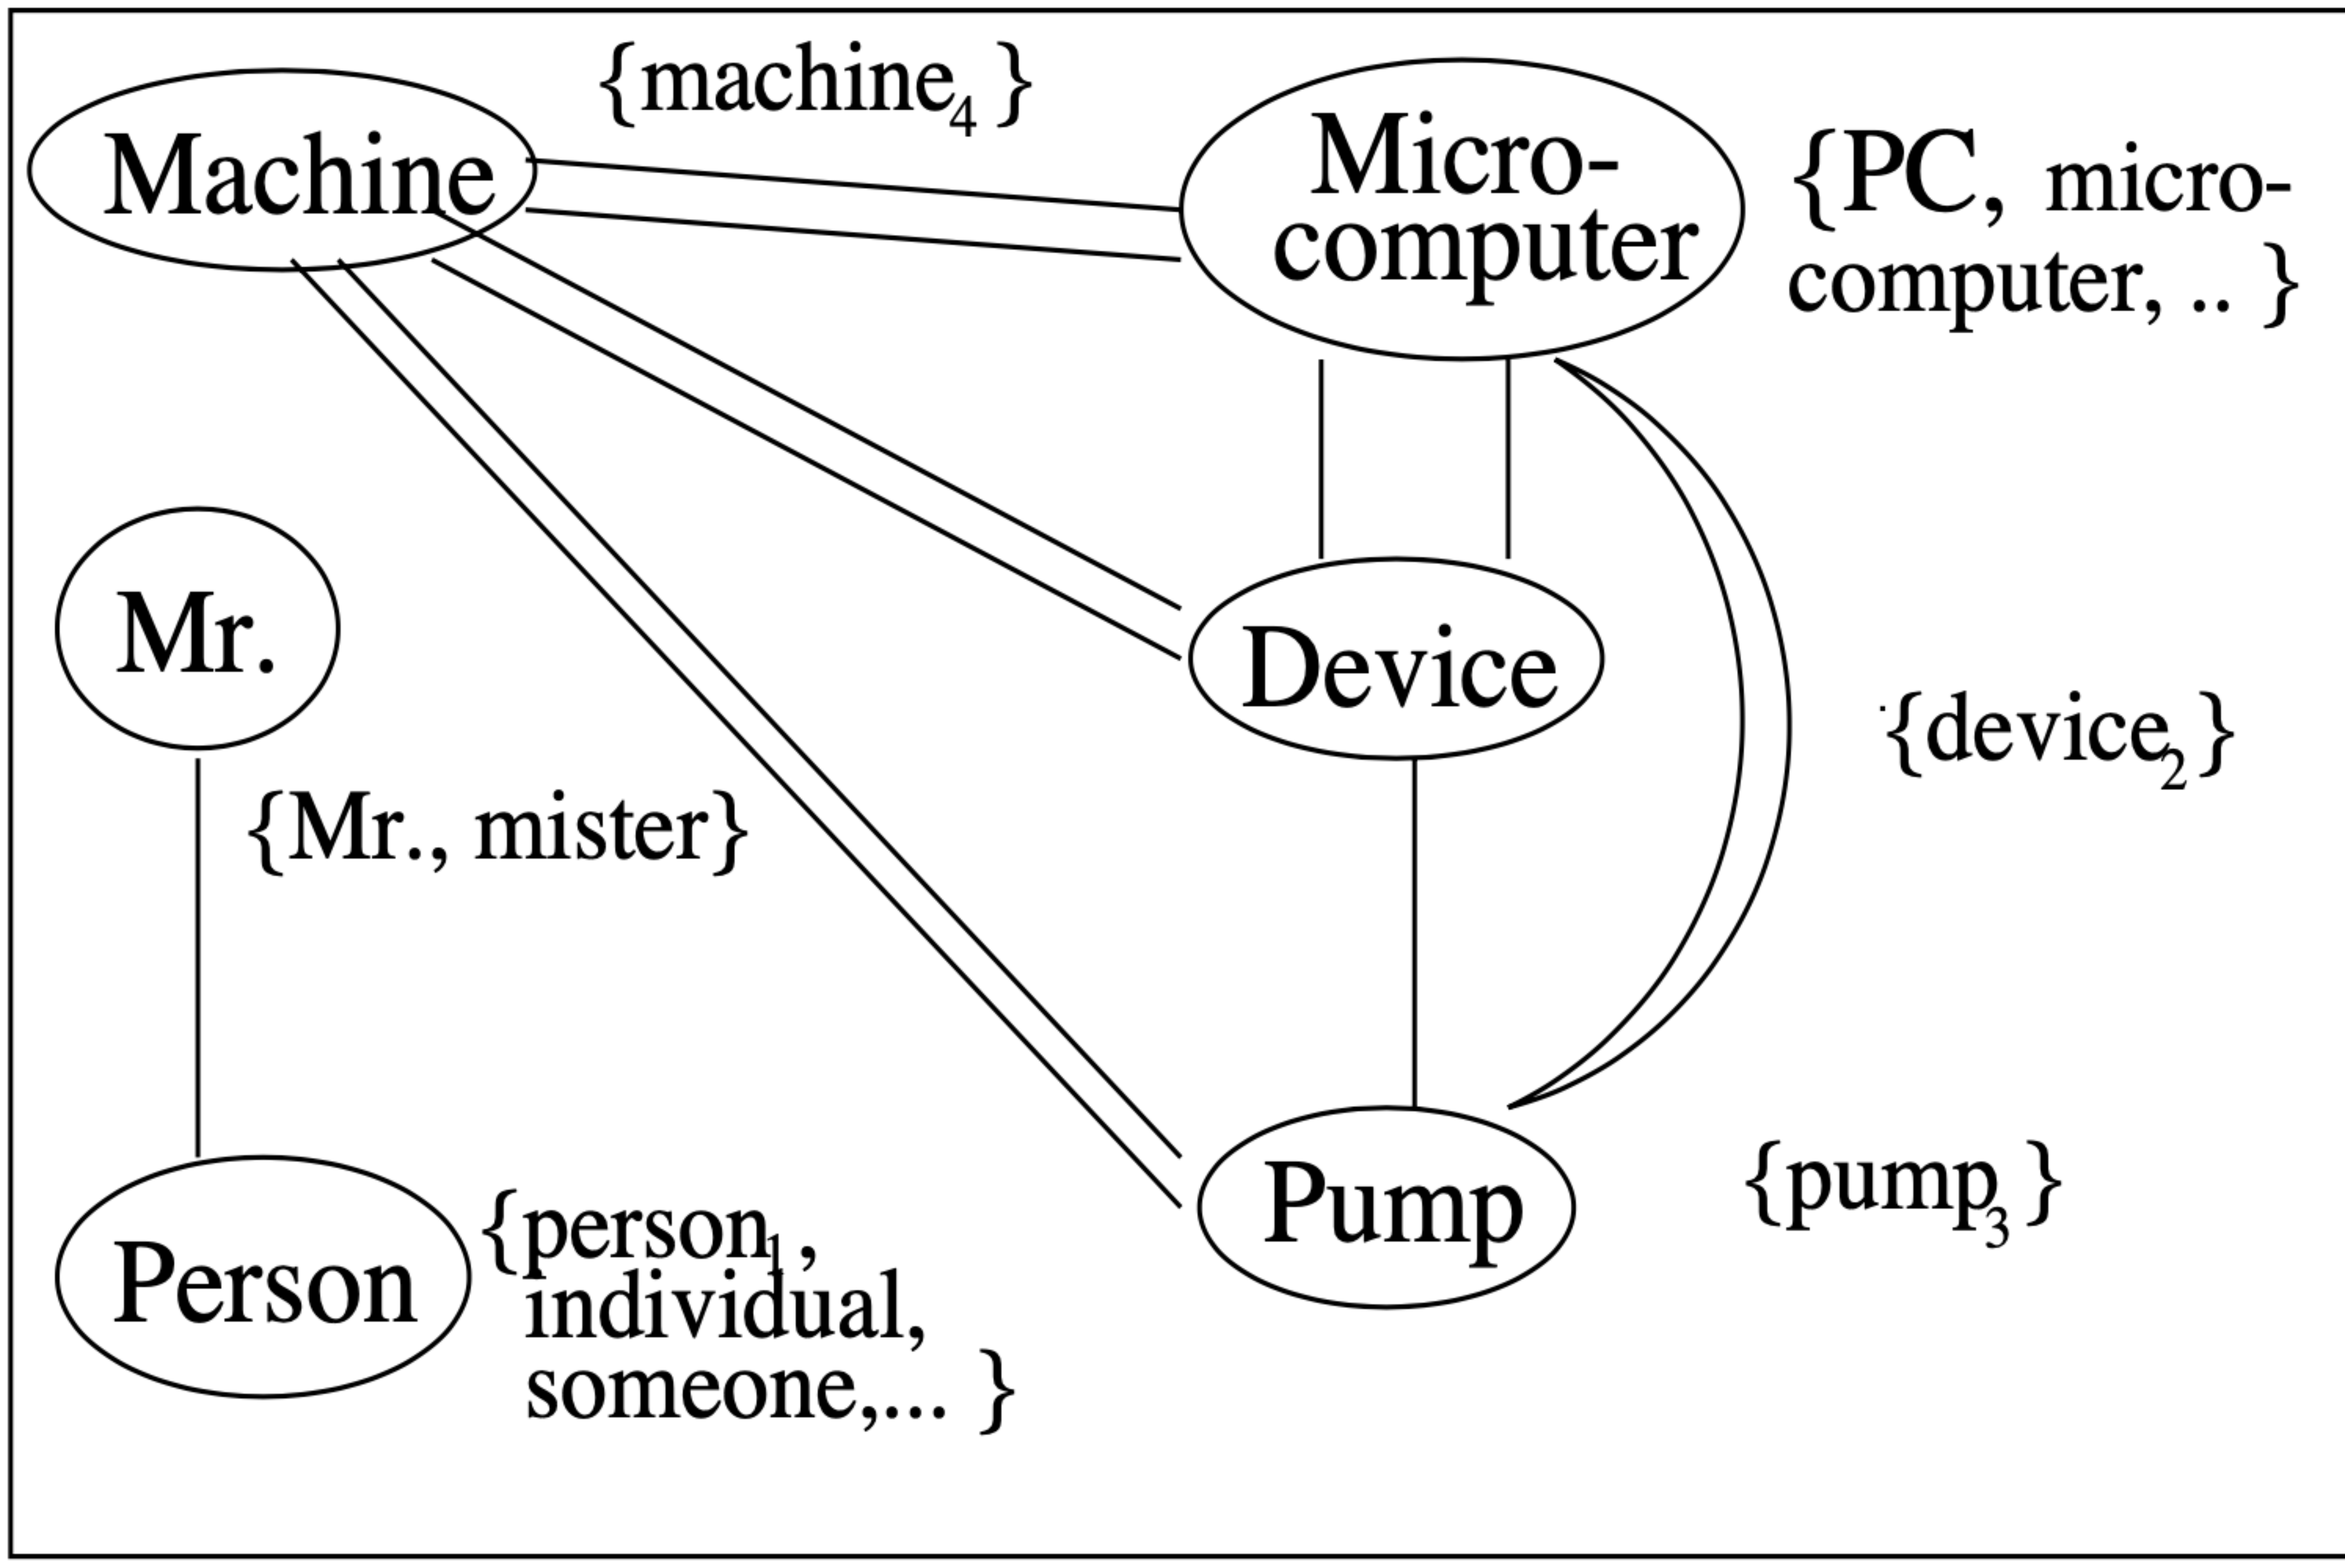 {machine4}
Machine
Micro-
computer
{PC, micro-
computer, .. }
Mr.
Device
{device2}
{Mr., mister}
Person
{person1,
individual,
someone,... }
Pump
{pump3}